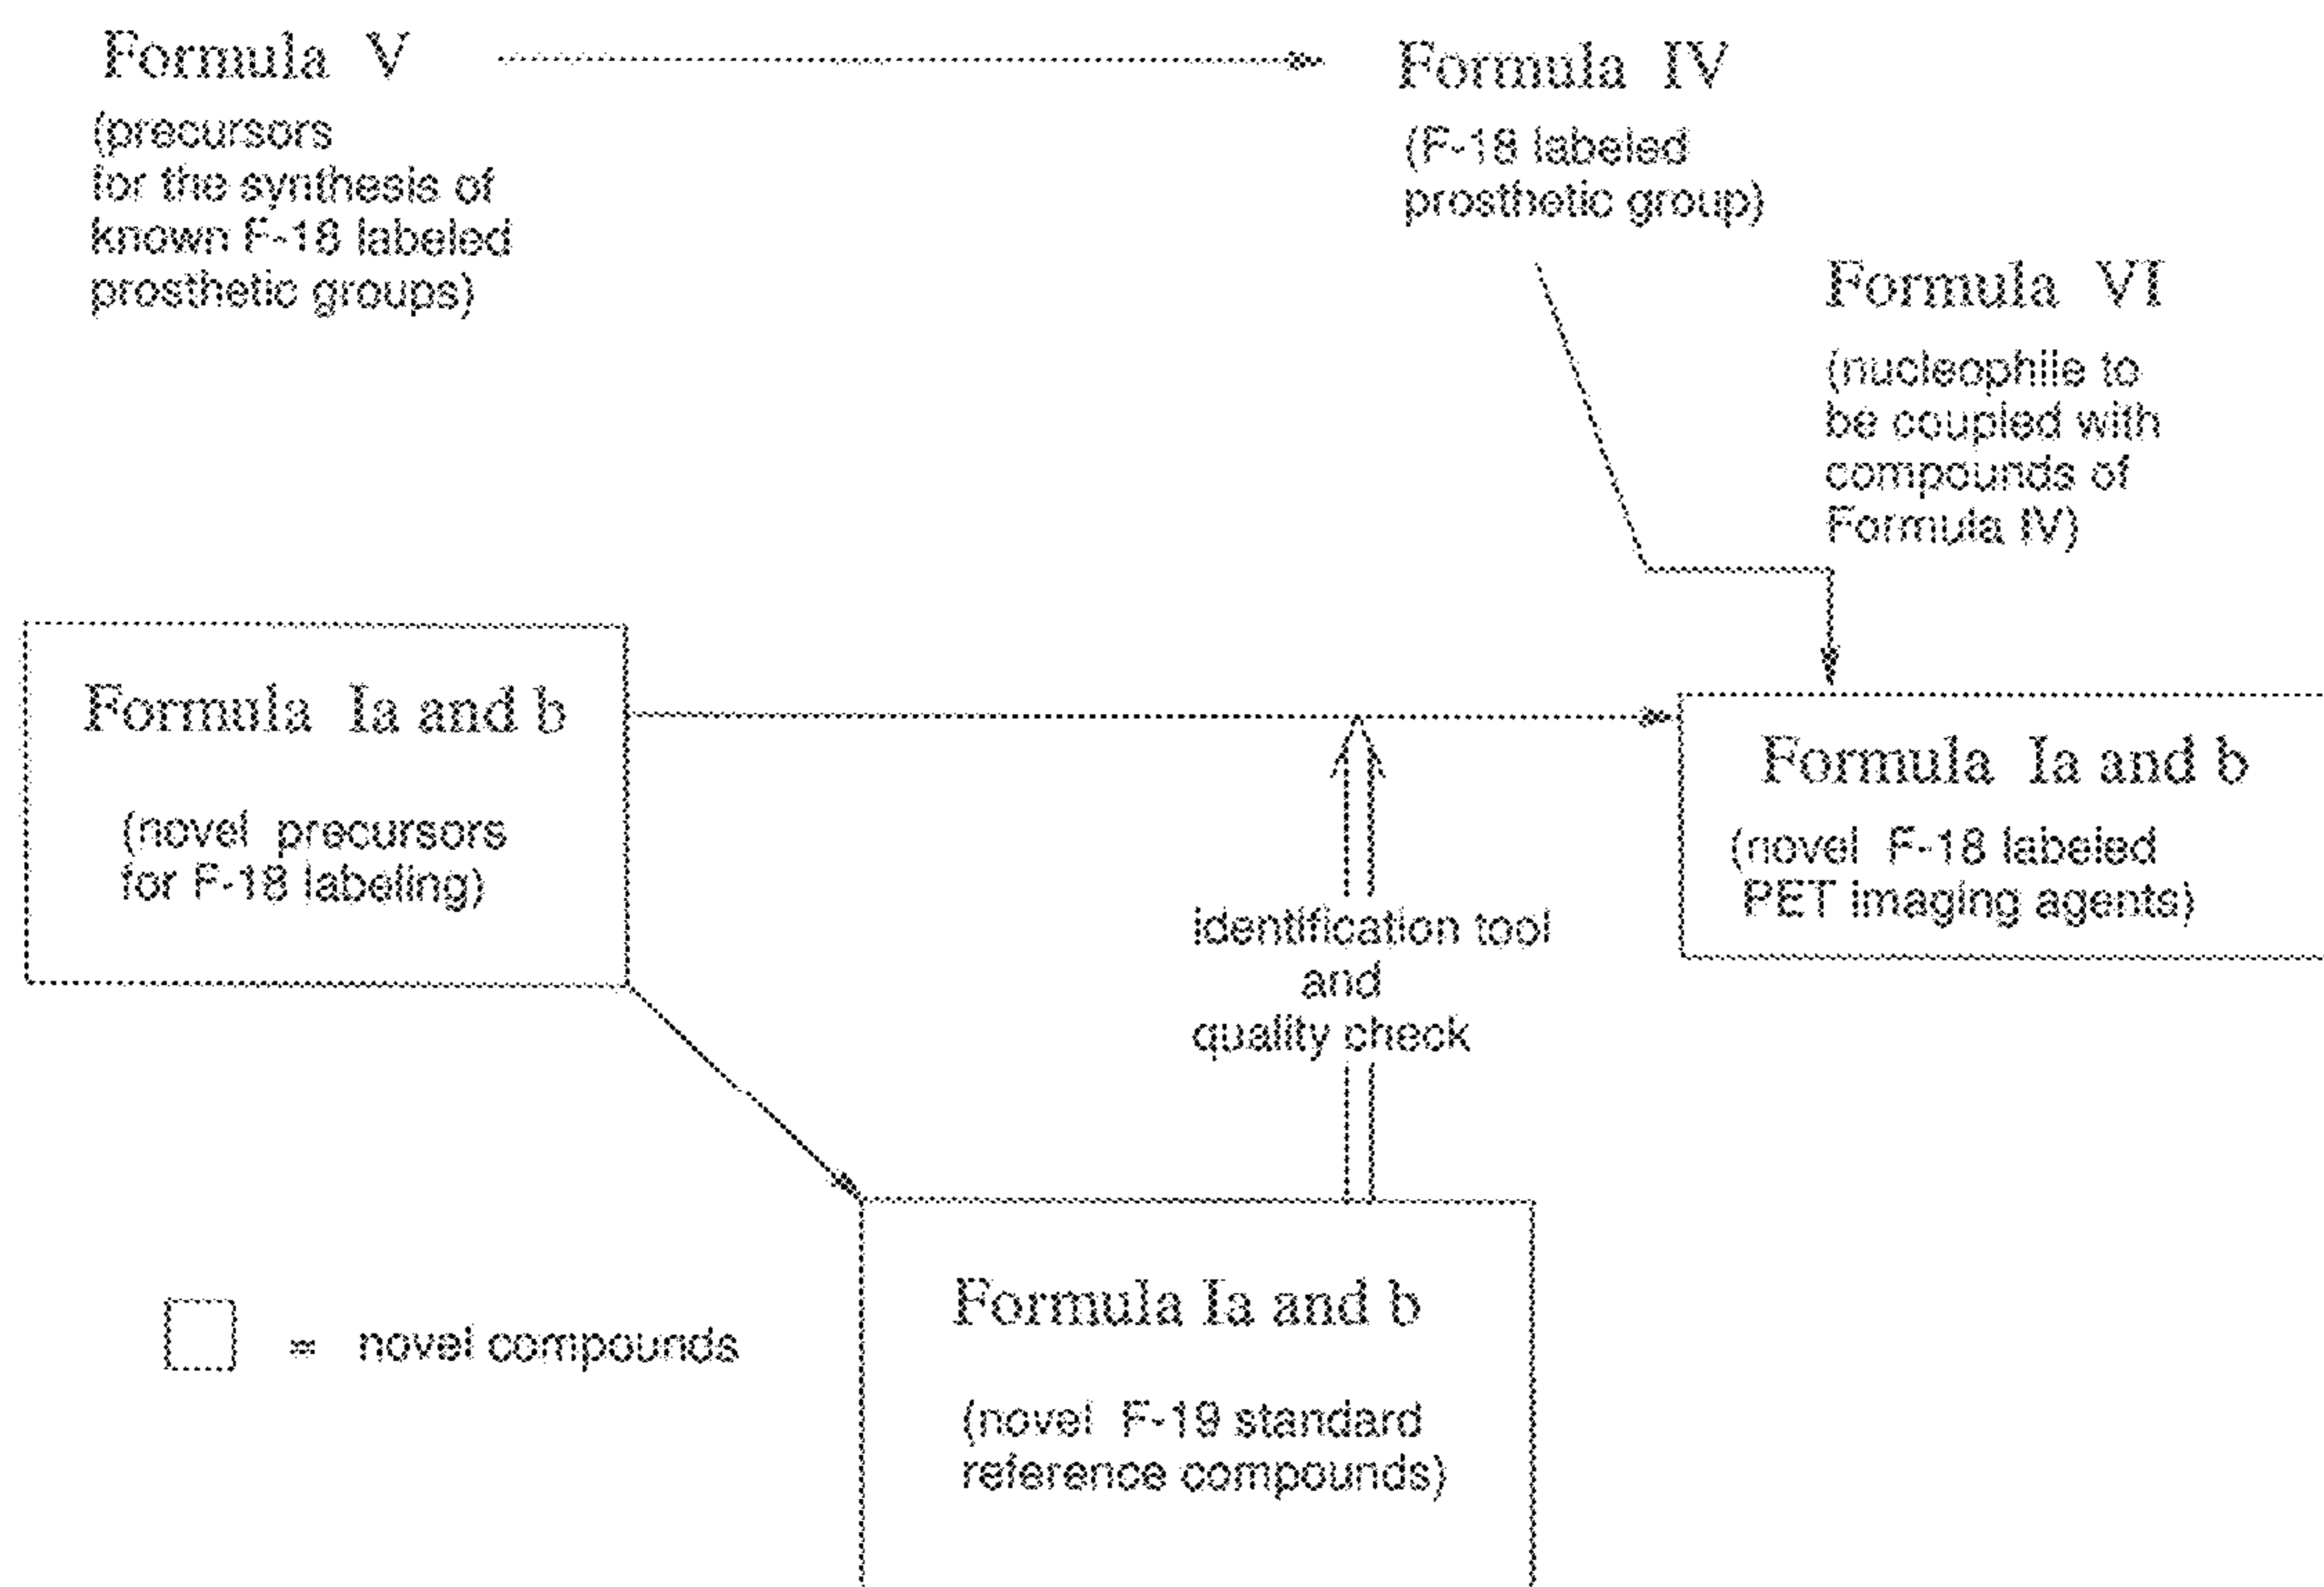 Formula V
(precursors
for the synthesis of
known F-18 labeled
prosthetic groups)
Formula IV
(F-18 labeled
prosthetic group)
Formula VI
(nucleophile to
be coupled with
compounds of
Formula IV)
Formula Ia and b
(novel precursors
for F-18 labeling)
Formula Ia and b
(novel F-18 labeled
PET imaging agents)
identification tool
and
quality check
Formula Ia and b
(novel F-19 standard
reference compounds)
= novel compounds